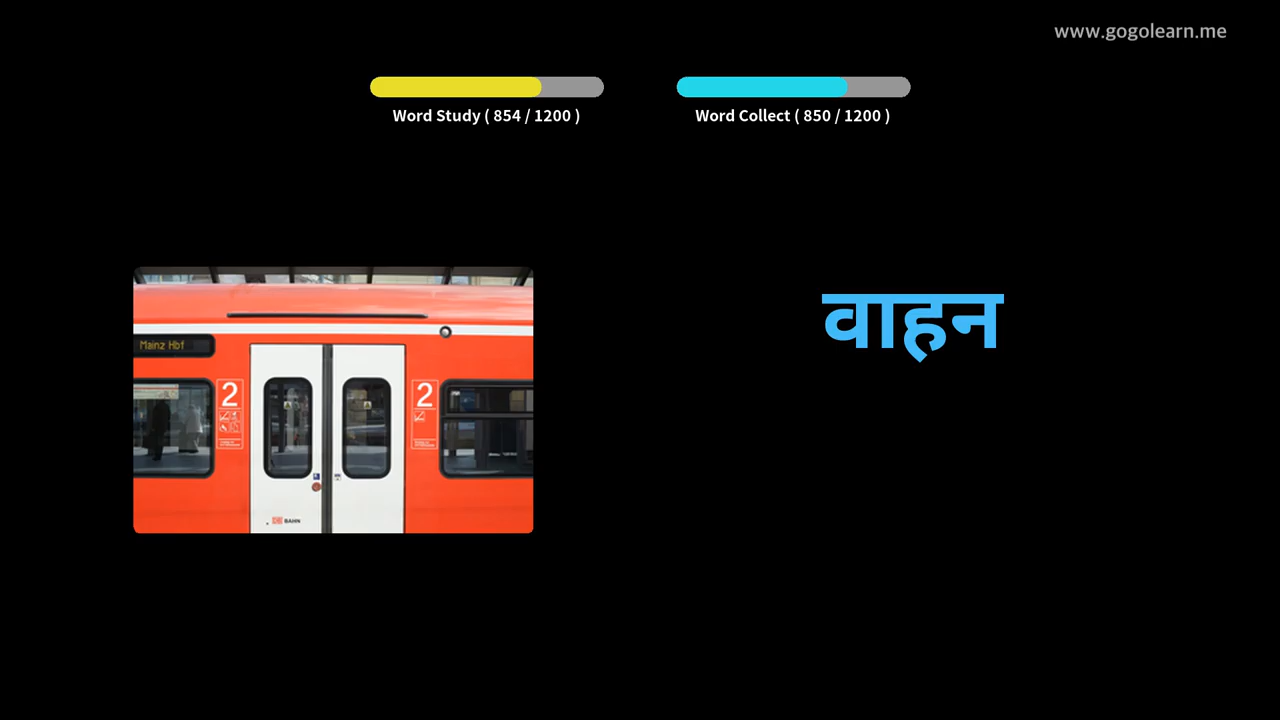 www.gogolearn.me
Word Study ( 854 / 1200 )
Word Collect ( 850 / 1200 )
वाहन
Mainz Hbf
2
2
DB BAHN